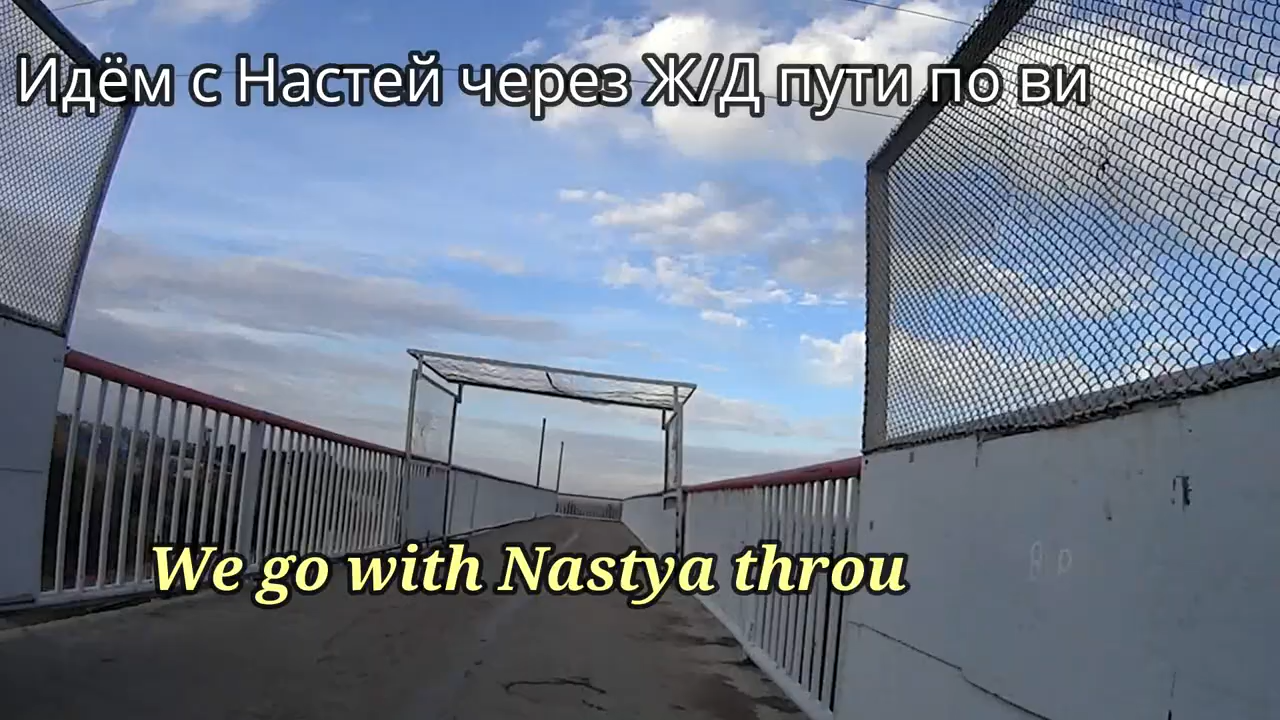 Идём с Настей через Ж/Д пути по ви
We go with Nastya throu